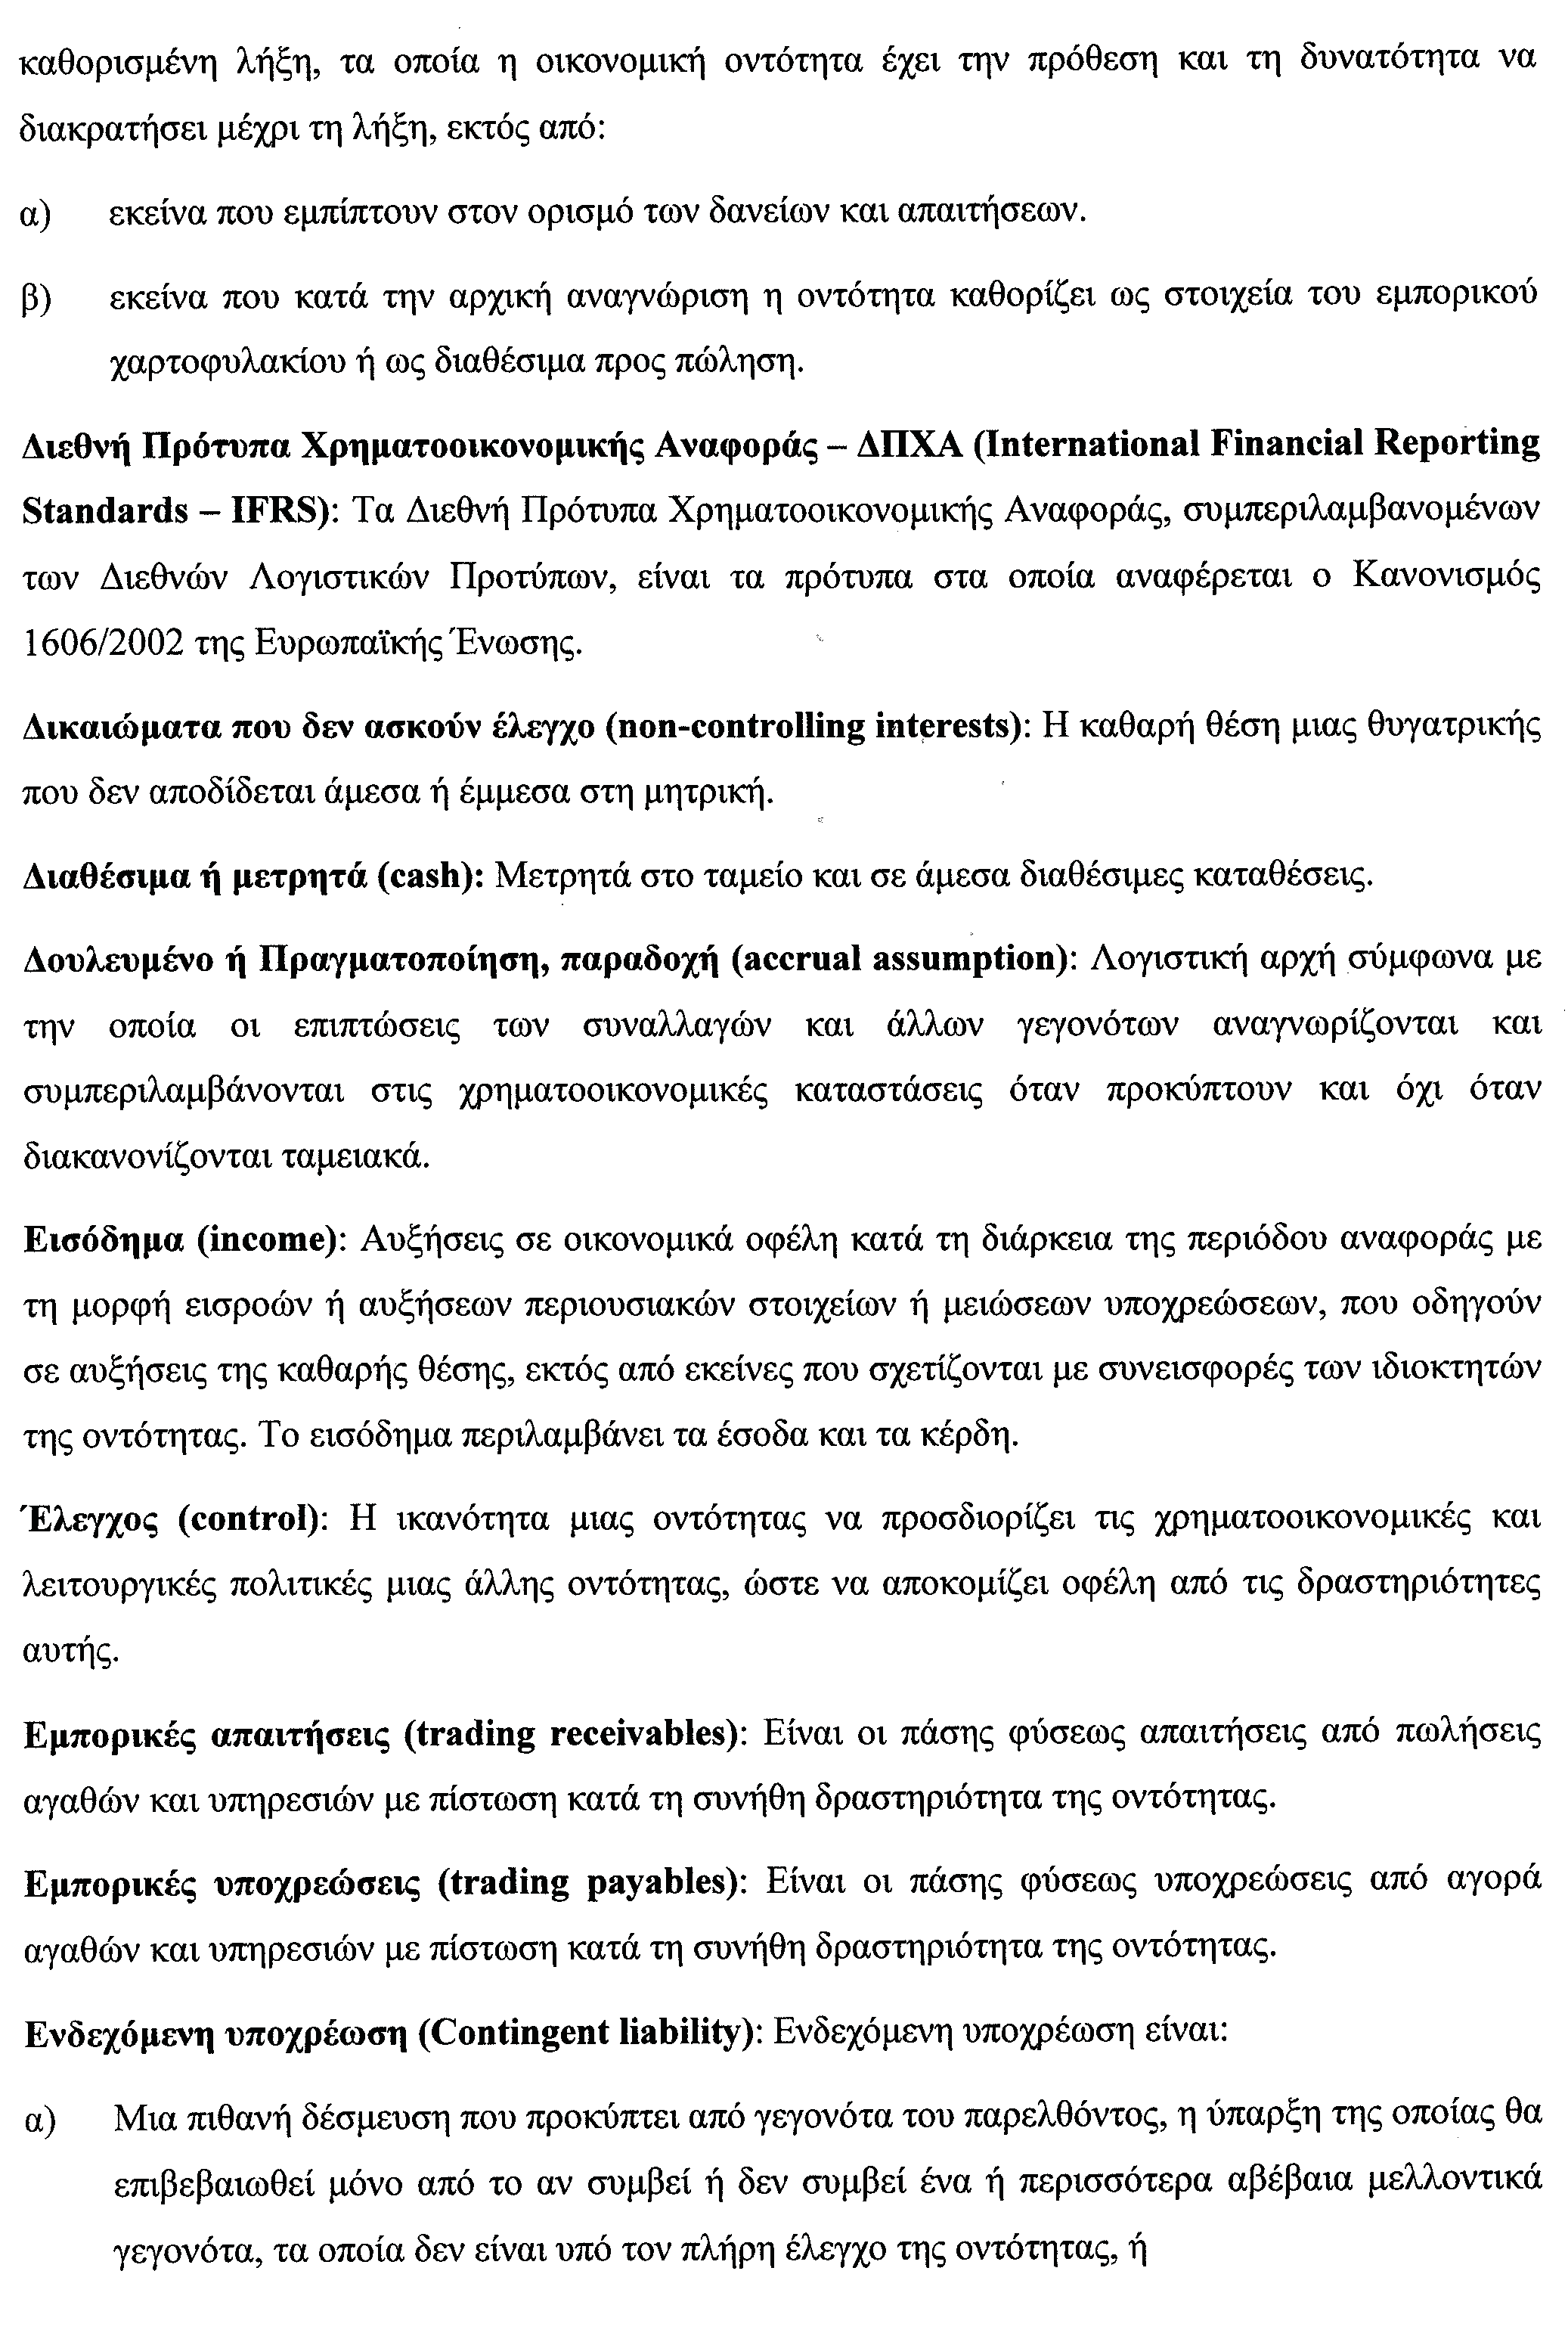 καθορισμένη λήξη, τα οποία η οικονομική οντότητα έχει την πρόθεση και τη δυνατότητα να
διακρατήσει μέχρι τη λήξη, εκτός από:
α) εκείνα που εμπίπτουν στον ορισμό των δανείων και απαιτήσεων.
β) εκείνα που κατά την αρχική αναγνώριση η οντότητα καθορίζει ως στοιχεία του εμπορικού
χαρτοφυλακίου ή ως διαθέσιμα προς πώληση.
Διεθνή Πρότυπα Χρηματοοικονομικής Αναφοράς – ΔΠΧΑ (International Financial Reporting
Standards – IFRS): Τα Διεθνή Πρότυπα Χρηματοοικονομικής Αναφοράς, συμπεριλαμβανομένων
των Διεθνών Λογιστικών Προτύπων, είναι τα πρότυπα στα οποία αναφέρεται ο Κανονισμός
1606/2002 της Ευρωπαϊκής Ένωσης.
Δικαιώματα που δεν ασκούν έλεγχο (non-controlling interests): Η καθαρή θέση μιας θυγατρικής
που δεν αποδίδεται άμεσα ή έμμεσα στη μητρική.
Διαθέσιμα ή μετρητά (cash): Μετρητά στο ταμείο και σε άμεσα διαθέσιμες καταθέσεις.
Δουλευμένο ή Πραγματοποίηση, παραδοχή (accrual assumption): Λογιστική αρχή σύμφωνα με
την οποία οι επιπτώσεις των συναλλαγών και άλλων γεγονότων αναγνωρίζονται και
συμπεριλαμβάνονται στις χρηματοοικονομικές καταστάσεις όταν προκύπτουν και όχι όταν
διακανονίζονται ταμειακά.
Εισόδημα (income): Αυξήσεις σε οικονομικά οφέλη κατά τη διάρκεια της περιόδου αναφοράς με
τη μορφή εισροών ή αυξήσεων περιουσιακών στοιχείων ή μειώσεων υποχρεώσεων, που οδηγούν
σε αυξήσεις της καθαρής θέσης, εκτός από εκείνες που σχετίζονται με συνεισφορές των ιδιοκτητών
της οντότητας. Το εισόδημα περιλαμβάνει τα έσοδα και τα κέρδη.
Έλεγχος (control): Η ικανότητα μιας οντότητας να προσδιορίζει τις χρηματοοικονομικές και
λειτουργικές πολιτικές μιας άλλης οντότητας, ώστε να αποκομίζει οφέλη από τις δραστηριότητες
αυτής.
Εμπορικές απαιτήσεις (trading receivables): Είναι οι πάσης φύσεως απαιτήσεις από πωλήσεις
αγαθών και υπηρεσιών με πίστωση κατά τη συνήθη δραστηριότητα της οντότητας.
Εμπορικές υποχρεώσεις (trading payables): Είναι οι πάσης φύσεως υποχρεώσεις από αγορά
αγαθών και υπηρεσιών με πίστωση κατά τη συνήθη δραστηριότητα της οντότητας.
Ενδεχόμενη υποχρέωση (Contingent liability): Ενδεχόμενη υποχρέωση είναι:
α) Μια πιθανή δέσμευση που προκύπτει από γεγονότα του παρελθόντος, η ύπαρξη της οποίας θα
επιβεβαιωθεί μόνο από το αν συμβεί ή δεν συμβεί ένα ή περισσότερα αβέβαια μελλοντικά
γεγονότα, τα οποία δεν είναι υπό τον πλήρη έλεγχο της οντότητας, ή